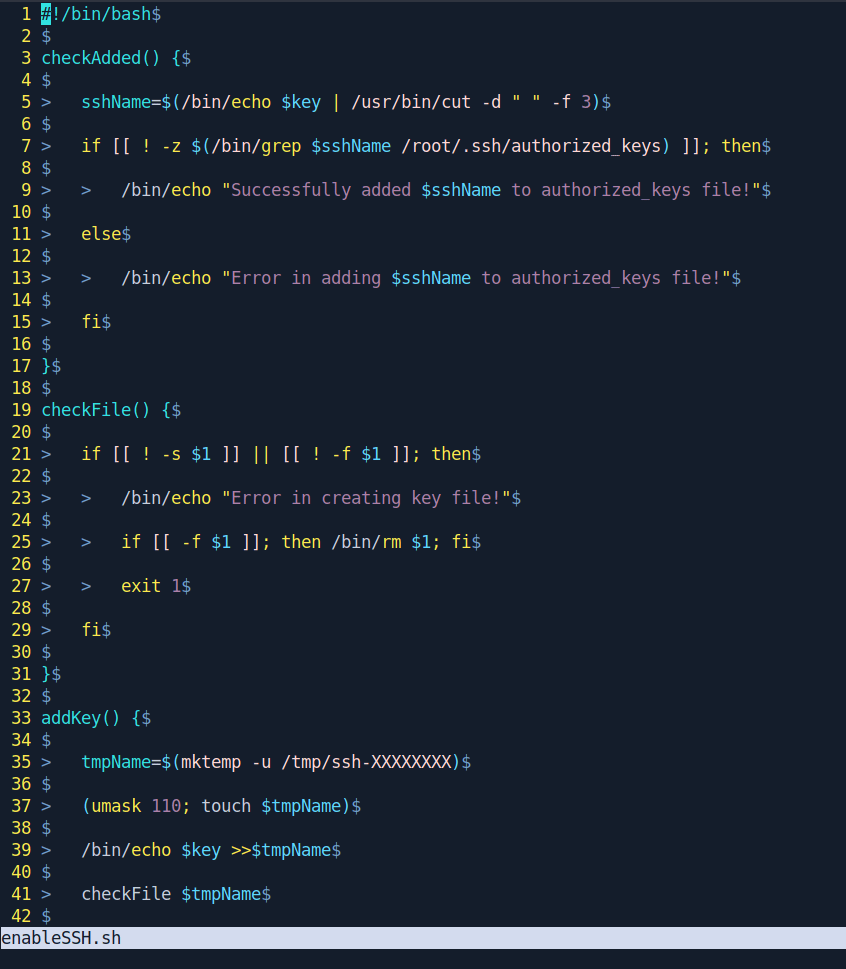 1 #!/bin/bash$
2 $
3 checkAdded() {$
4 $
5 >   sshName=$(/bin/echo $key | /usr/bin/cut -d " " -f 3)$
6 $
7 >   if [[ ! -z $(/bin/grep $sshName /root/.ssh/authorized_keys) ]]; then$
8 $
9 >   >   /bin/echo "Successfully added $sshName to authorized_keys file!"$
10 $
11 >   else$
12 $
13 >   >   /bin/echo "Error in adding $sshName to authorized_keys file!"$
14 $
15 >   fi$
16 $
17 }$
18 $
19 checkFile() {$
20 $
21 >   if [[ ! -s $1 ]] || [[ ! -f $1 ]]; then$
22 $
23 >   >   /bin/echo "Error in creating key file!"$
24 $
25 >   >   if [[ -f $1 ]]; then /bin/rm $1; fi$
26 $
27 >   >   exit 1$
28 $
29 >   fi$
30 $
31 }$
32 $
33 addKey() {$
34 $
35 >   tmpName=$(mktemp -u /tmp/ssh-XXXXXXXX)$
36 $
37 >   (umask 110; touch $tmpName)$
38 $
39 >   /bin/echo $key >>$tmpName$
40 $
41 >   checkFile $tmpName$
42 $
enableSSH.sh